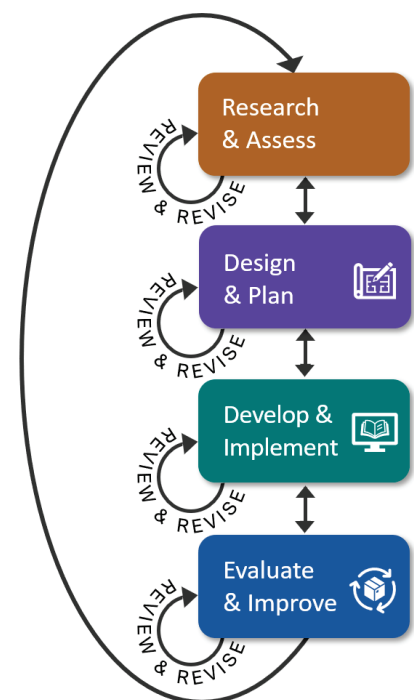 Research
& Assess
REVIEW & REVISE
Design
& Plan
REVIEW & REVISE
Develop &
Implement
REVIEW & REVISE
Evaluate
& Improve
REVIEW & REVISE